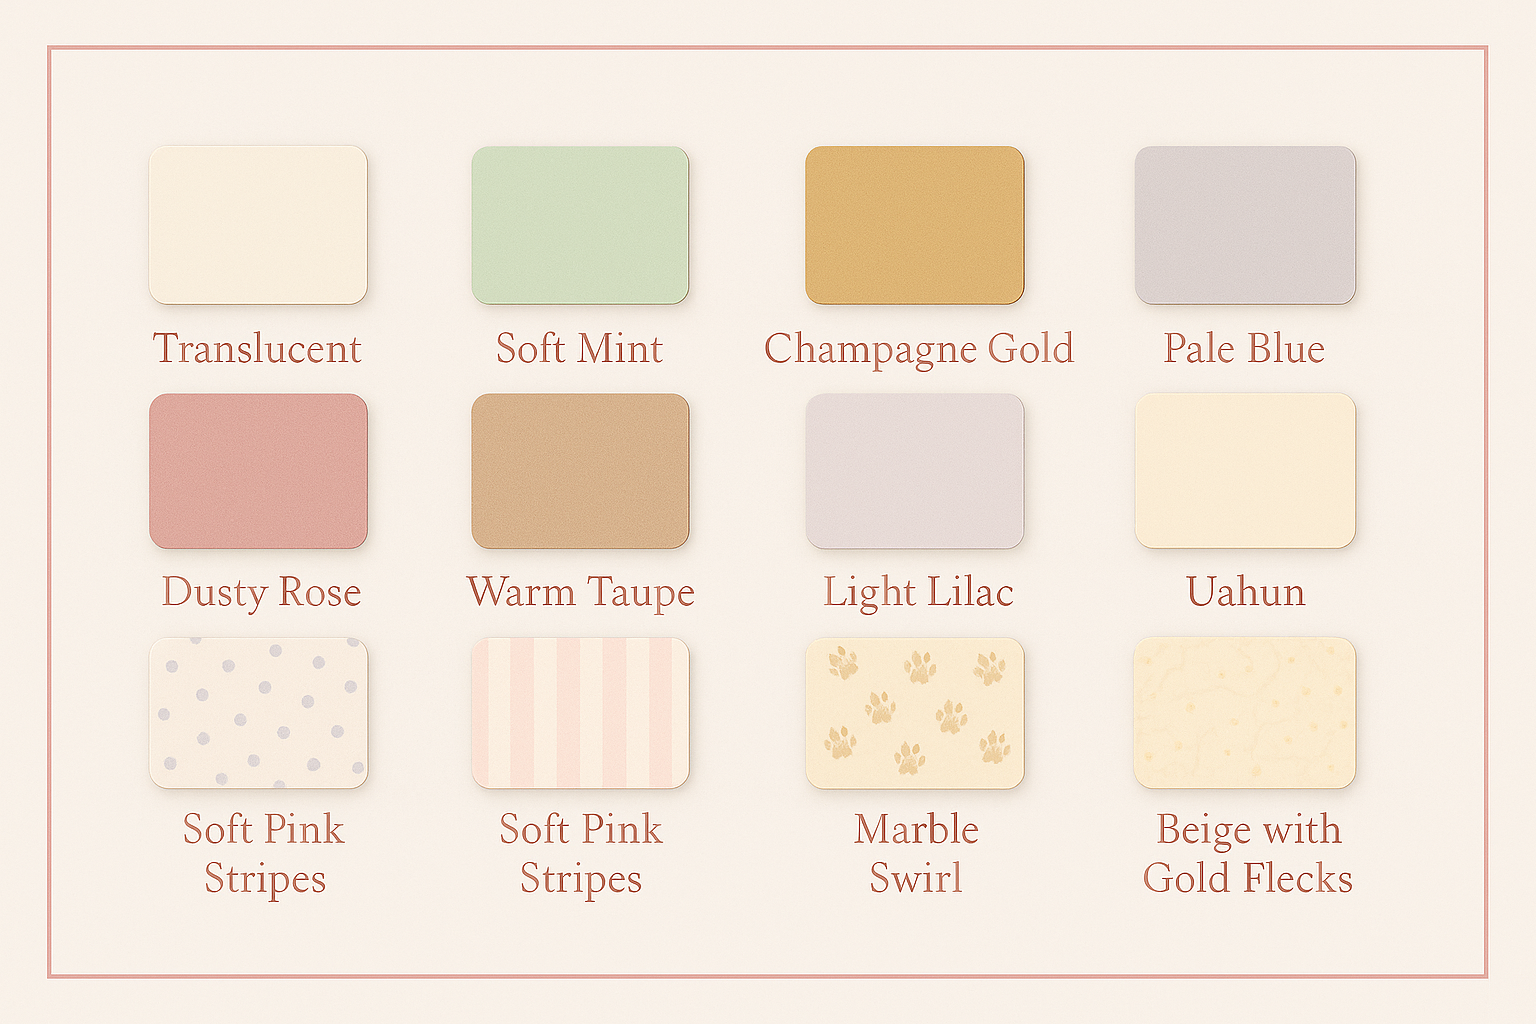 Translucent
Soft Mint
Champagne Gold
Pale Blue
Dusty Rose
Warm Taupe
Light Lilac
Uahun
Soft Pink
Stripes
Soft Pink
Stripes
Marble
Swirl
Beige with
Gold Flecks